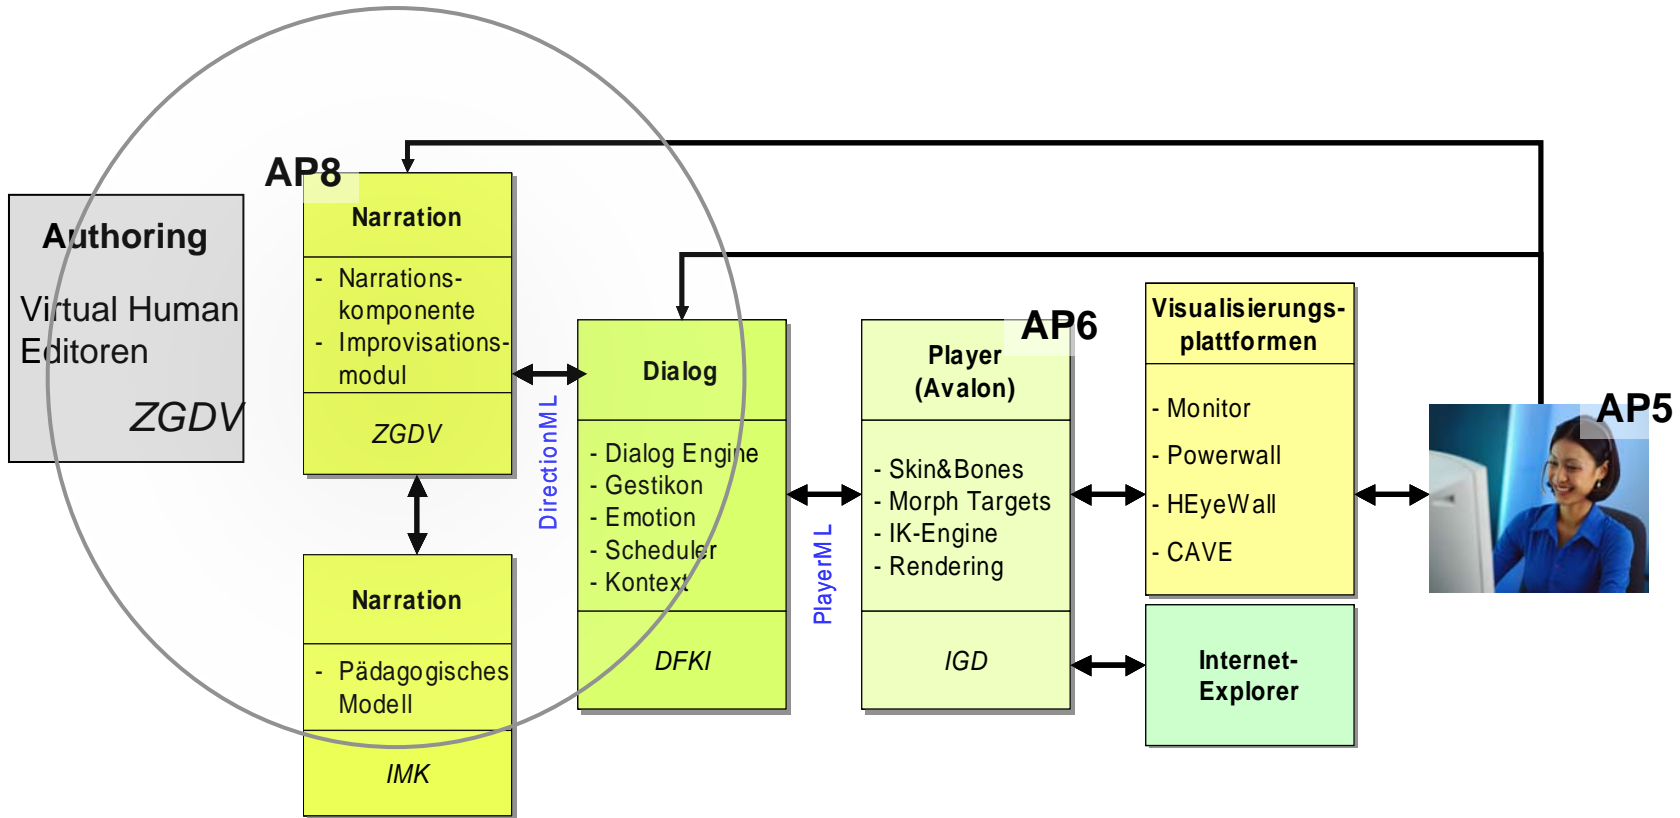 Authoring
Virtual Human
Editoren
ZGDV
AP8
Narration
- Narrations-
komponente
- Improvisations-
modul
ZGDV
Narration
- Pädagogisches
Modell
IMK
DirectionML
Dialog
- Dialog Engine
- Gestikon
- Emotion
- Scheduler
- Kontext
DFKI
PlayerML
AP6
Player
(Avalon)
- Skin&Bones
- Morph Targets
- IK-Engine
- Rendering
IGD
Visualisierungs-
plattformen
- Monitor
- Powerwall
- HEyeWall
- CAVE
Internet-
Explorer
AP5